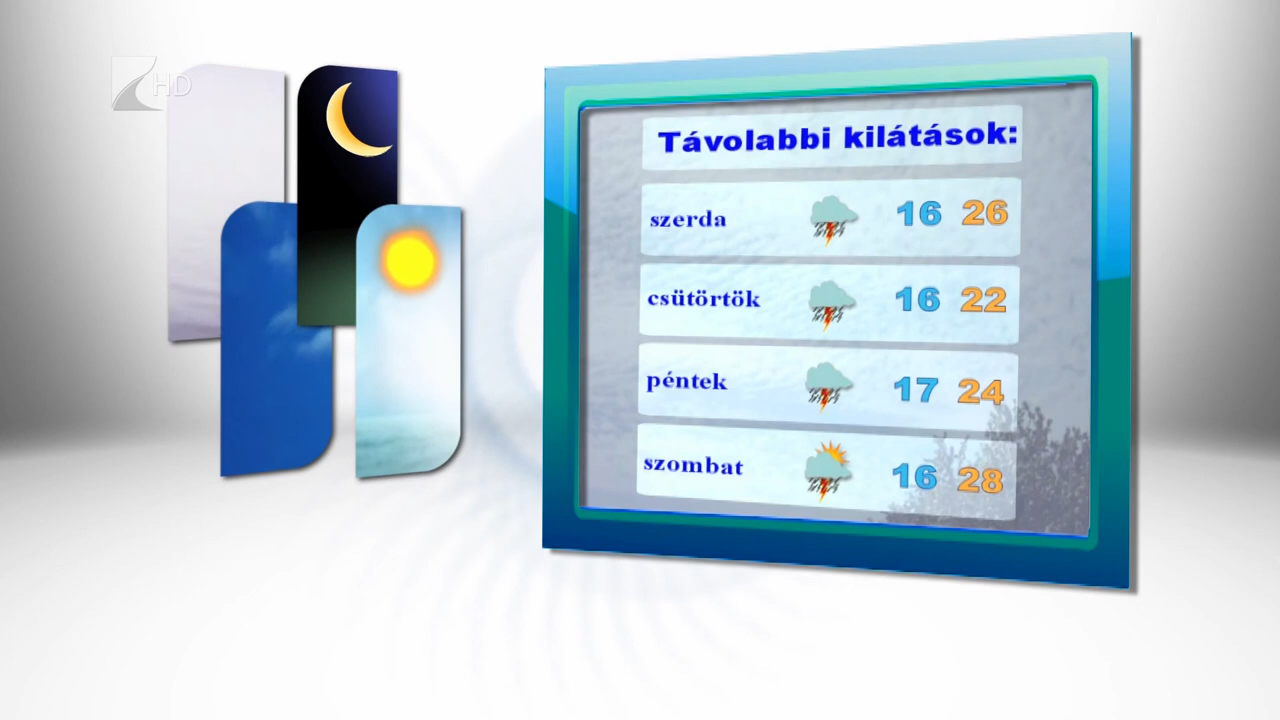 HD
Távolabbi kilátások:
szerda 16 26
csütörtök 16 22
péntek 17 24
szombat 16 28